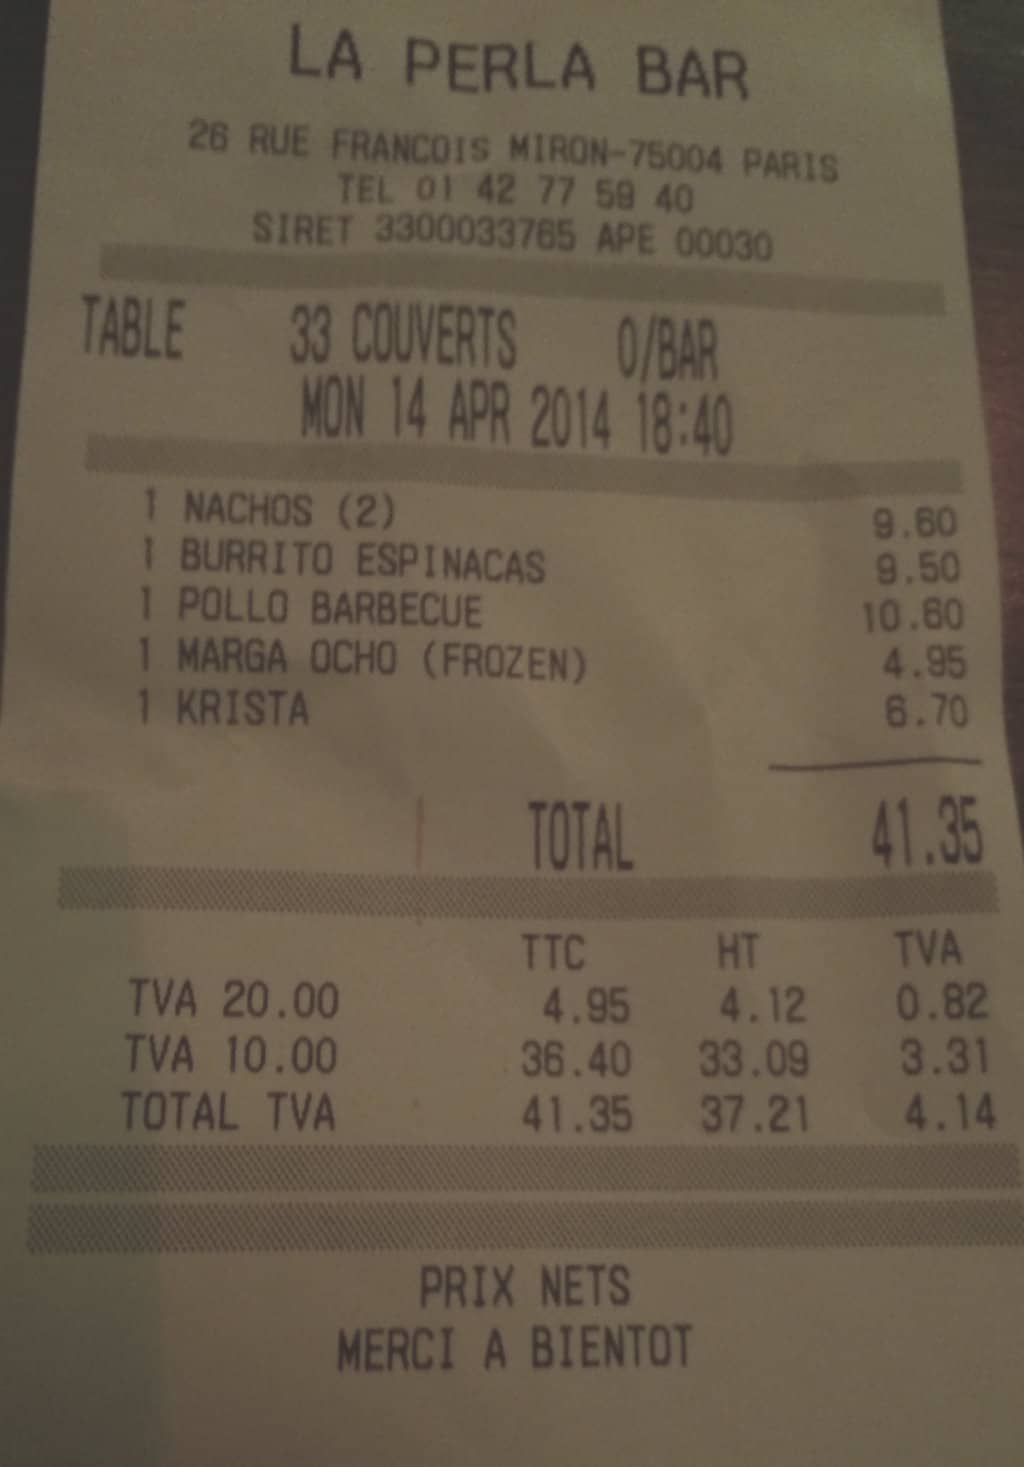 LA PERLA BAR
26 RUE FRANCOIS MIRON-75004 PARIS
TEL 01 42 77 59 40
SIRET 3300033765 APE 00030
TABLE 33 COUVERTS 0/BAR
MON 14 APR 2014 18:40
1 NACHOS (2) 9.60
1 BURRITO ESPINACAS 9.50
1 POLLO BARBECUE 10.60
1 MARGA OCHO (FROZEN) 4.95
1 KRISTA 6.70
TOTAL 41.35
TTC HT TVA
TVA 20.00 4.95 4.12 0.82
TVA 10.00 36.40 33.09 3.31
TOTAL TVA 41.35 37.21 4.14
PRIX NETS
MERCI A BIENTOT